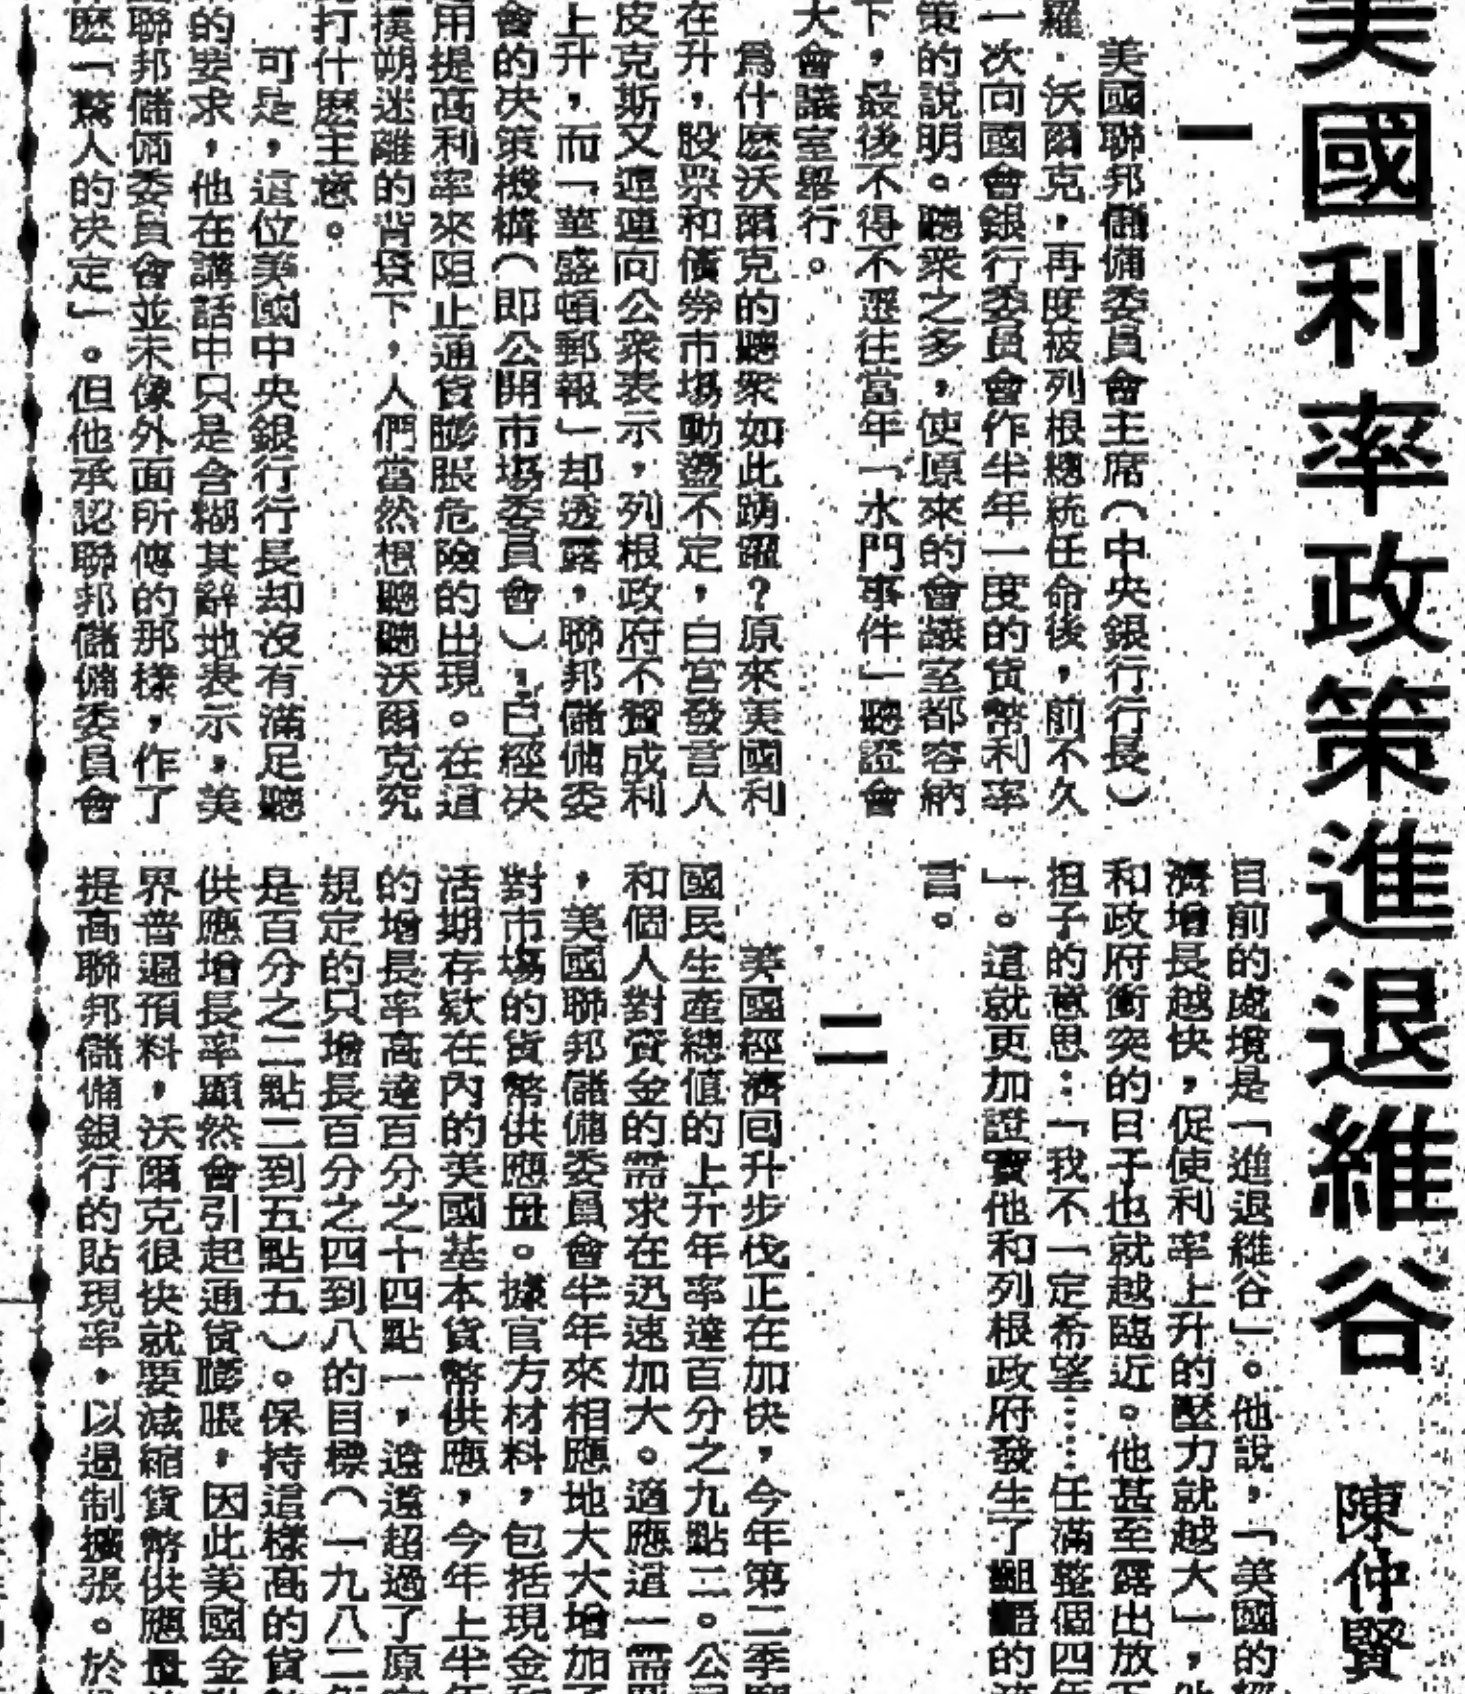 美國利率政策進退維谷
陳仲賢
一
美國聯邦儲備委員會主席（中央銀行行長）
羅·沃爾克，再度被列根總統任命後，前不久
一次向國會銀行委員會作半年一度的貨幣利率
策的說明。聽衆之多，使原來的會議室都容納
下，最後不得不選往當年「水門事件」聽證會
大會議室舉行。
爲什麽沃爾克的聽衆如此踴躍？原來美國利
在升，股票和債券市場動盪不定，白宮發言人
皮克斯又連連向公衆表示，列根政府不贊成利
上升，而「華盛頓郵報」却透露，聯邦儲備委
會的决策機構（即公開市場委員會），已經决
用提高利率來阻止通貨膨脹危險的出現。在這
撲朔迷離的背景下，人們當然想聽聽沃爾克究
打什麽主意。
可是，這位美國中央銀行行長却沒有滿足聽
的要求，他在講話中只是含糊其辭地表示，美
聯邦儲備委員會並未像外面所傳的那樣，作了
麽「驚人的决定」。但他承認聯邦儲備委員會
目前的處境是「進退維谷」。他說，「美國的經
濟增長越快，促使利率上升的壓力就越大」，
和政府衝突的日子也就越臨近。他甚至露出放下
担子的意思：「我不一定希望……任滿整個四年
」。這就更加證實他和列根政府發生了齟齬的
言。
二
美國經濟回升步伐正在加快，今年第二季
國民生產總值的上升年率達百分之九點二。公
和個人對資金的需求在迅速加大。適應這一需
，美國聯邦儲備委員會半年來相應地大大增加了
對市場的貨幣供應量。據官方材料，包括現金和
活期存款在內的美國基本貨幣供應，今年上半年
的增長率高達百分之十四點一，遠遠超過了原
規定的只增長百分之四到八的目標（一九八二年
是百分之二點二到五點五）。保持這樣高的貨
供應增長率顯然會引起通貨膨脹，因此美國金
界普遍預料，沃爾克很快就要減縮貨幣供應量
提高聯邦儲備銀行的貼現率，以遏制擴張。於